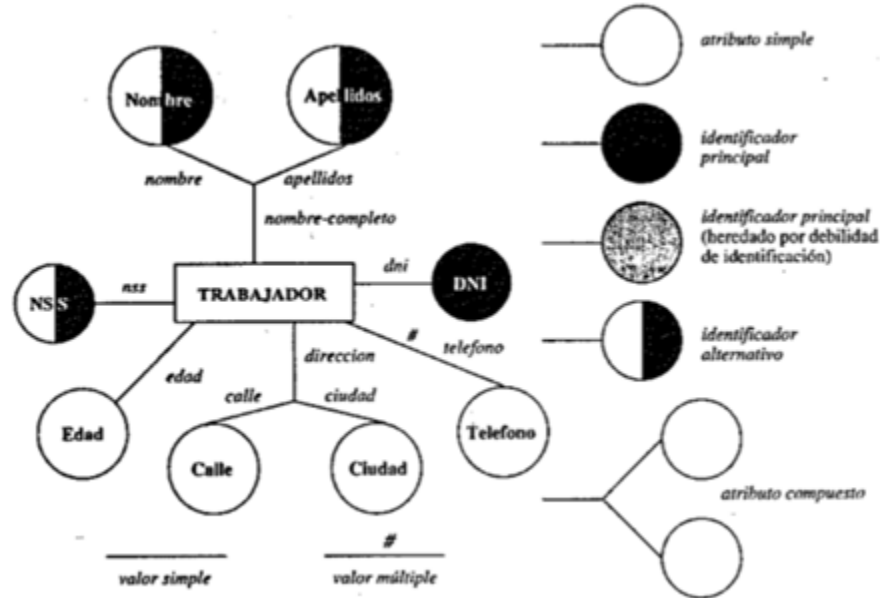 Nombre
Apellidos
nombre
apellidos
nombre-completo
TRABAJADOR
dni
DNI
NSS
nss
#
telefono
Telefono
edad
Edad
direccion
calle
ciudad
Calle
Ciudad
valor simple
#
valor múltiple
atributo simple
identificador
principal
identificador principal
(heredado por debilidad
de identificación)
identificador
alternativo
atributo compuesto